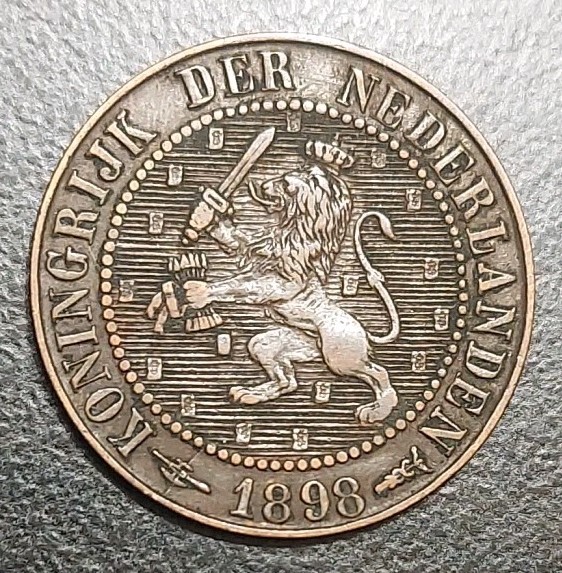 KONINGRIJK DER NEDERLANDEN
1898